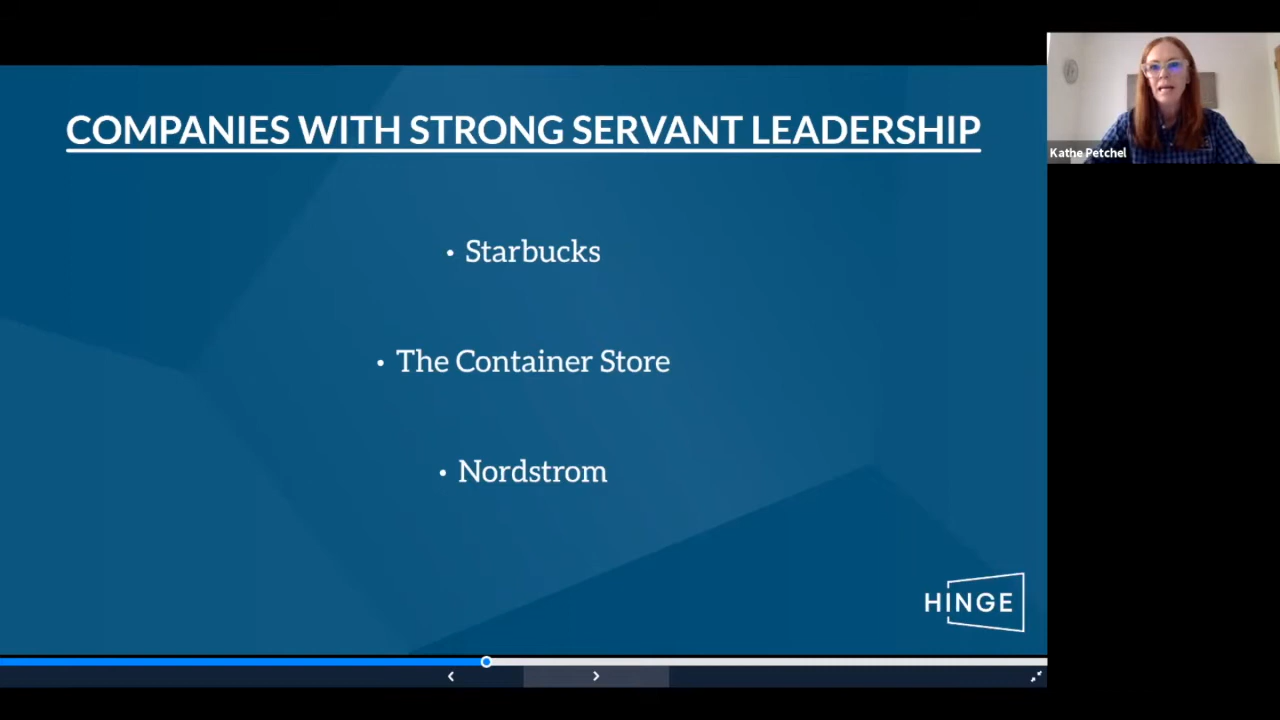 COMPANIES WITH STRONG SERVANT LEADERSHIP
Kathe Petchel
• Starbucks
• The Container Store
• Nordstrom
HINGE